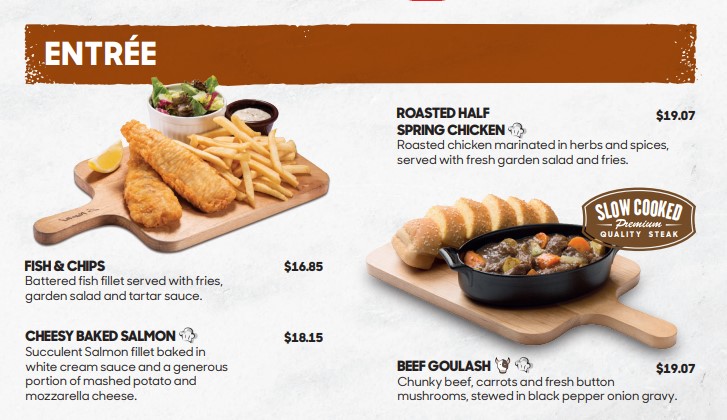 ENTRÉE
FISH & CHIPS $16.85
Battered fish fillet served with fries,
garden salad and tartar sauce.
CHEESY BAKED SALMON $18.15
Succulent Salmon fillet baked in
white cream sauce and a generous
portion of mashed potato and
mozzarella cheese.
ROASTED HALF $19.07
SPRING CHICKEN
Roasted chicken marinated in herbs and spices,
served with fresh garden salad and fries.
SLOW COOKED
Premium
QUALITY STEAK
BEEF GOULASH $19.07
Chunky beef, carrots and fresh button
mushrooms, stewed in black pepper onion gravy.